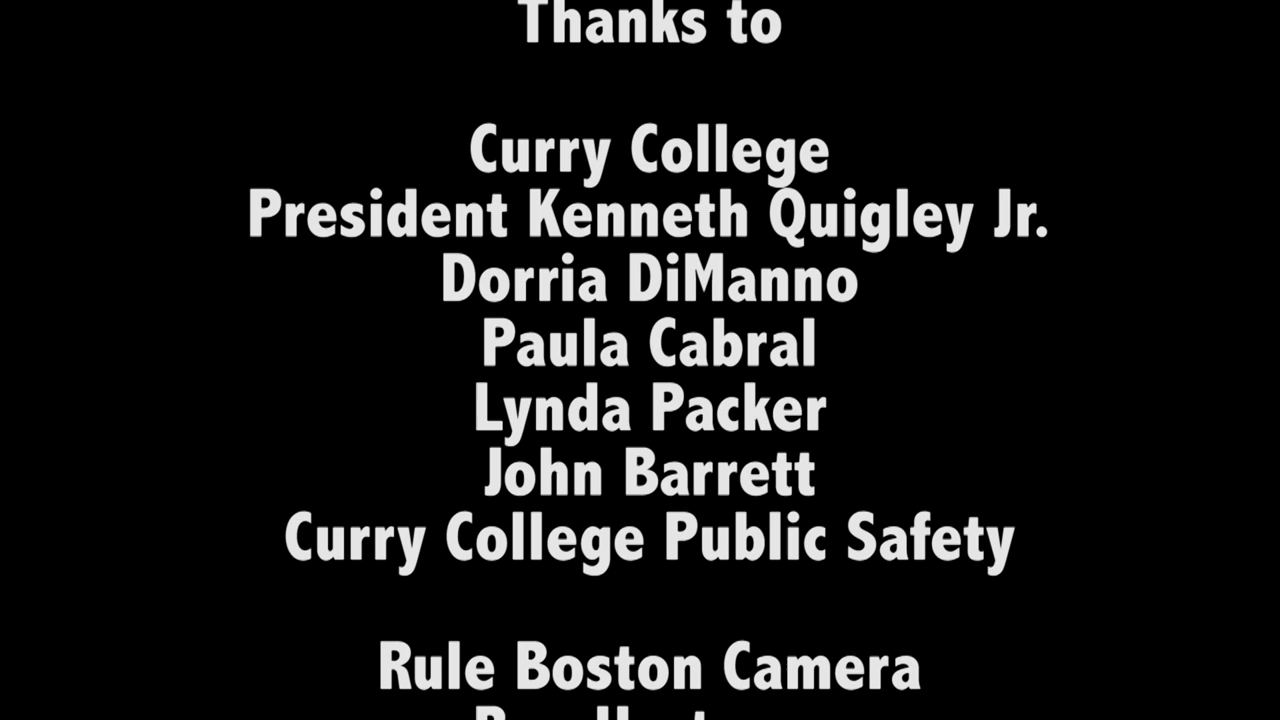 Thanks to
Curry College
President Kenneth Quigley Jr.
Dorria DiManno
Paula Cabral
Lynda Packer
John Barrett
Curry College Public Safety
Rule Boston Camera